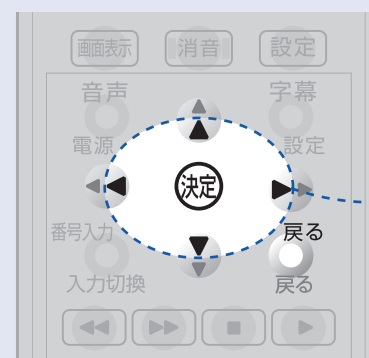 画面表示 消音 設定
音声 字幕
電源 設定
決定
番号入力 戻る
入力切換 戻る